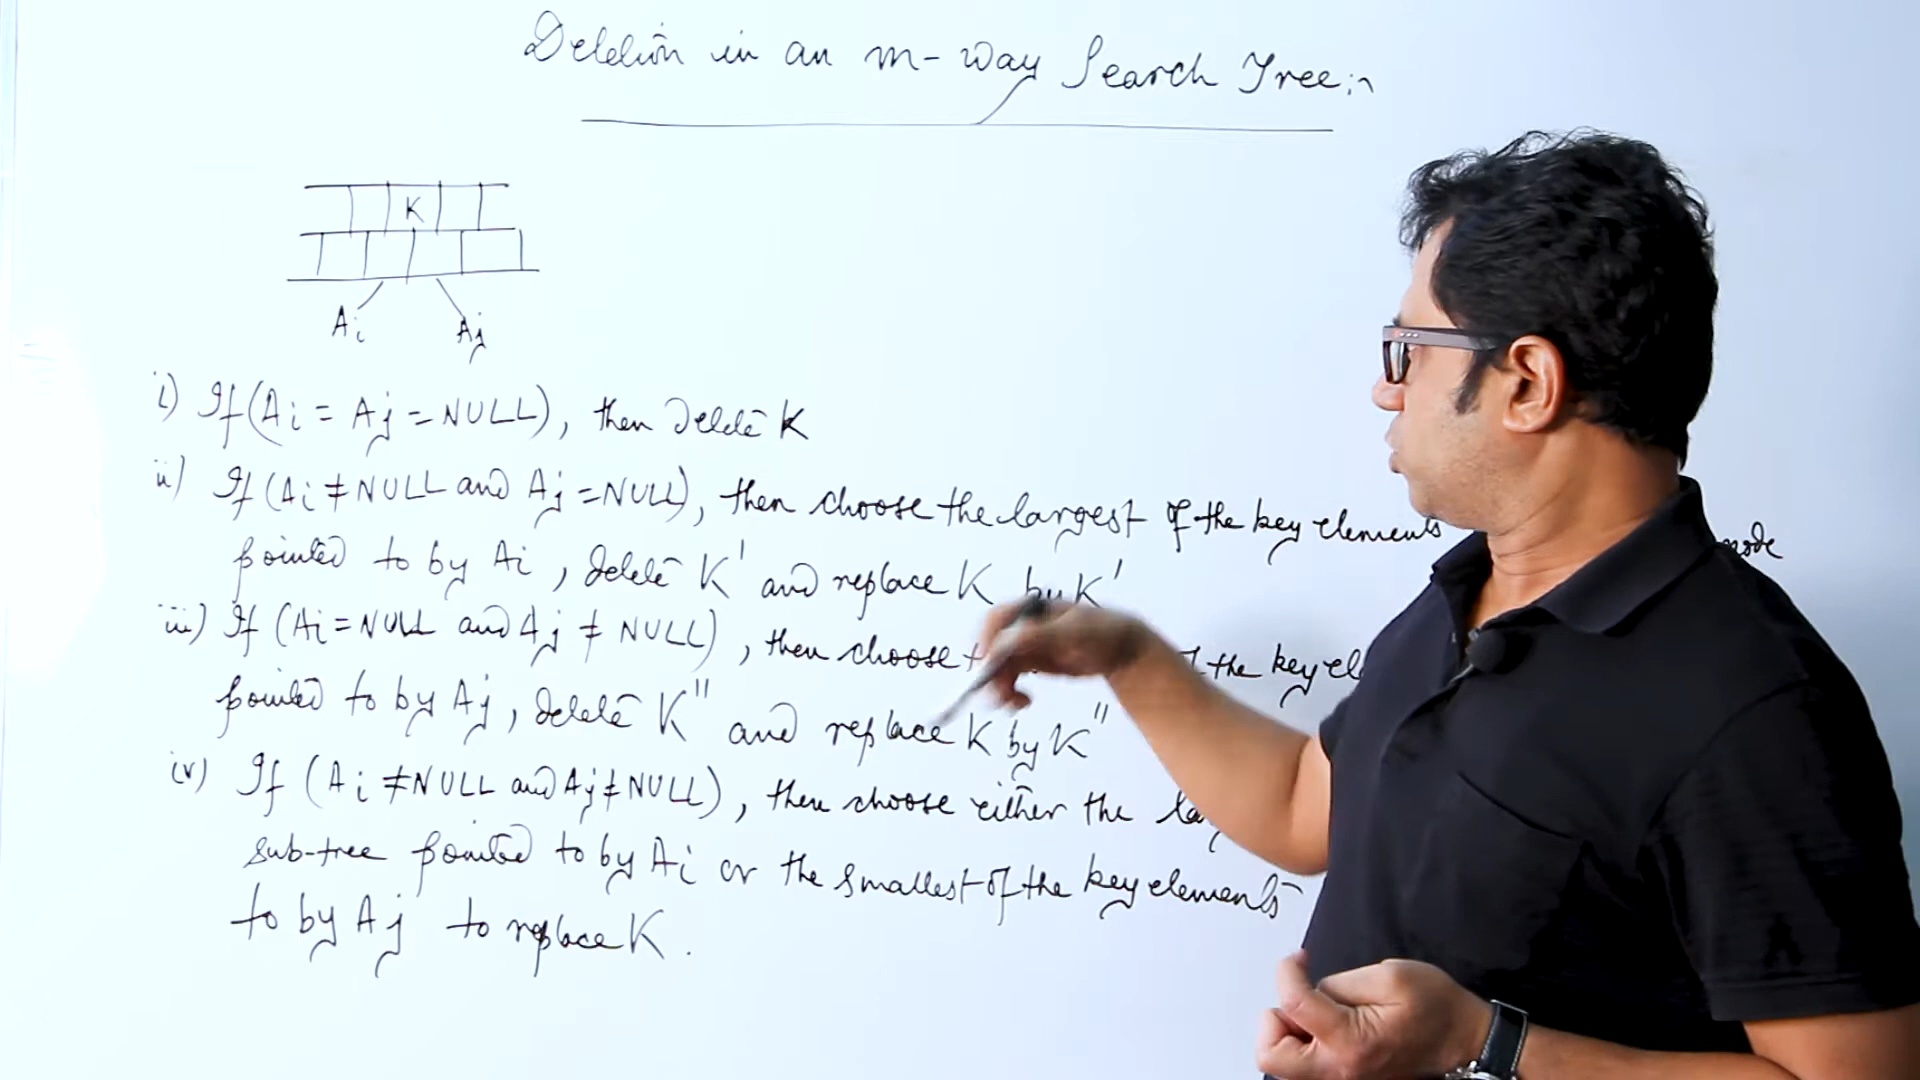 Deletion in an m-way Search Tree:-
K
Ai Aj
i) If (Ai = Aj = NULL), then delete K
ii) If (Ai ≠ NULL and Aj = NULL), then choose the largest of the key elements node
pointed to by Ai, delete K' and replace K by K'
iii) If (Ai = NULL and Aj ≠ NULL), then choose the key
pointed to by Aj, delete K'' and replace K by K''
iv) If (Ai ≠ NULL and Aj ≠ NULL), then choose either the
sub-tree pointed to by Ai or the smallest of the key elements
to by Aj to replace K.